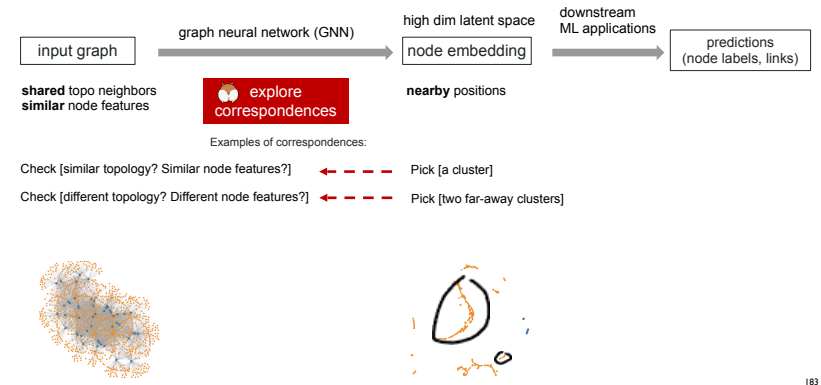 high dim latent space
downstream
ML applications
graph neural network (GNN)
input graph
node embedding
predictions
(node labels, links)
shared topo neighbors
similar node features
explore
correspondences
nearby positions
Examples of correspondences:
Check [similar topology? Similar node features?]
Pick [a cluster]
Check [different topology? Different node features?]
Pick [two far-away clusters]
183